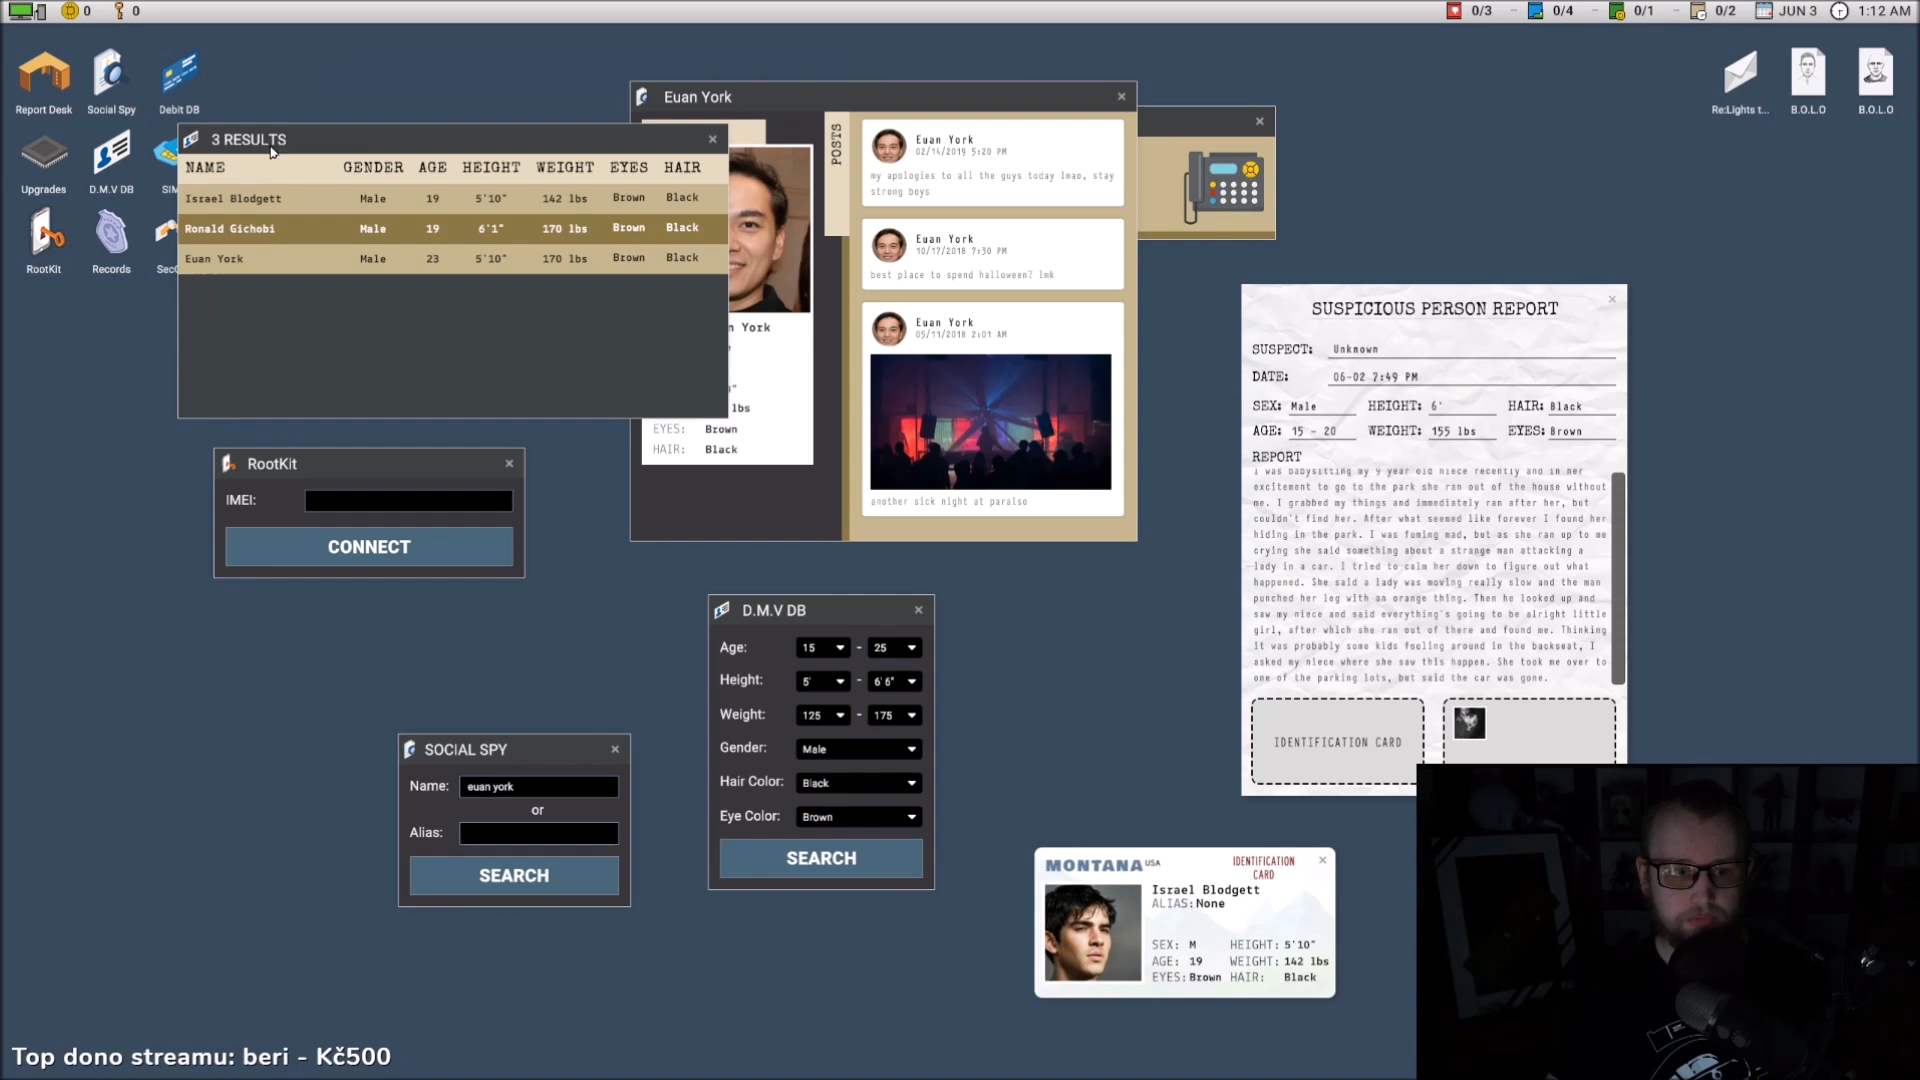 0
0
0/3
0/4
0/1
0/2
JUN 3
1:12 AM
Report Desk
Social Spy
Debit DB
Upgrades
D.M.V DB
SIM
RootKit
Records
Re:Lights t...
B.O.L.O
B.O.L.O
3 RESULTS
NAME GENDER AGE HEIGHT WEIGHT EYES HAIR
Israel Blodgett Male 19 5'10" 142 lbs Brown Black
Ronald Gichobi Male 19 6'1" 170 lbs Brown Black
Euan York Male 23 5'10" 170 lbs Brown Black
Euan York
n York
lbs
EYES: Brown
HAIR: Black
POSTS
Euan York
02/14/2019 5:20 PM
my apologies to all the guys today lmao, stay
strong boys
Euan York
10/17/2018 7:30 PM
best place to spend halloween? lmk
Euan York
05/11/2018 2:01 AM
another sick night at paraiso
RootKit
IMEI:
CONNECT
SOCIAL SPY
Name: euan york
or
Alias:
SEARCH
D.M.V DB
Age: 15 - 25
Height: 5' - 6' 6"
Weight: 125 - 175
Gender: Male
Hair Color: Black
Eye Color: Brown
SEARCH
SUSPICIOUS PERSON REPORT
SUSPECT: Unknown
DATE: 06-02 7:49 PM
SEX: Male HEIGHT: 6' HAIR: Black
AGE: 15 - 20 WEIGHT: 155 lbs EYES: Brown
REPORT
I was babysitting my 9 year old niece recently and in her
excitement to go to the park she ran out of the house without
me. I grabbed my things and immediately ran after her, but
couldn't find her. After what seemed like forever I found her
hiding in the park. I was fuming mad, but as she ran up to me
crying she said something about a strange man attacking a
lady in a car. I tried to calm her down to figure out what
happened. She said a lady was moving really slow and the man
punched her leg with an orange thing. Then he looked up and
saw my niece and said everything's going to be alright little
girl, after which she ran out of there and found me. Thinking
it was probably some kids fooling around in the backseat, I
asked my niece where she saw this happen. She took me over to
one of the parking lots, but said the car was gone.
IDENTIFICATION CARD
MONTANA USA
IDENTIFICATION
CARD
Israel Blodgett
ALIAS: None
SEX: M HEIGHT: 5'10"
AGE: 19 WEIGHT: 142 lbs
EYES: Brown HAIR: Black
Top dono streamu: beri - Kč500